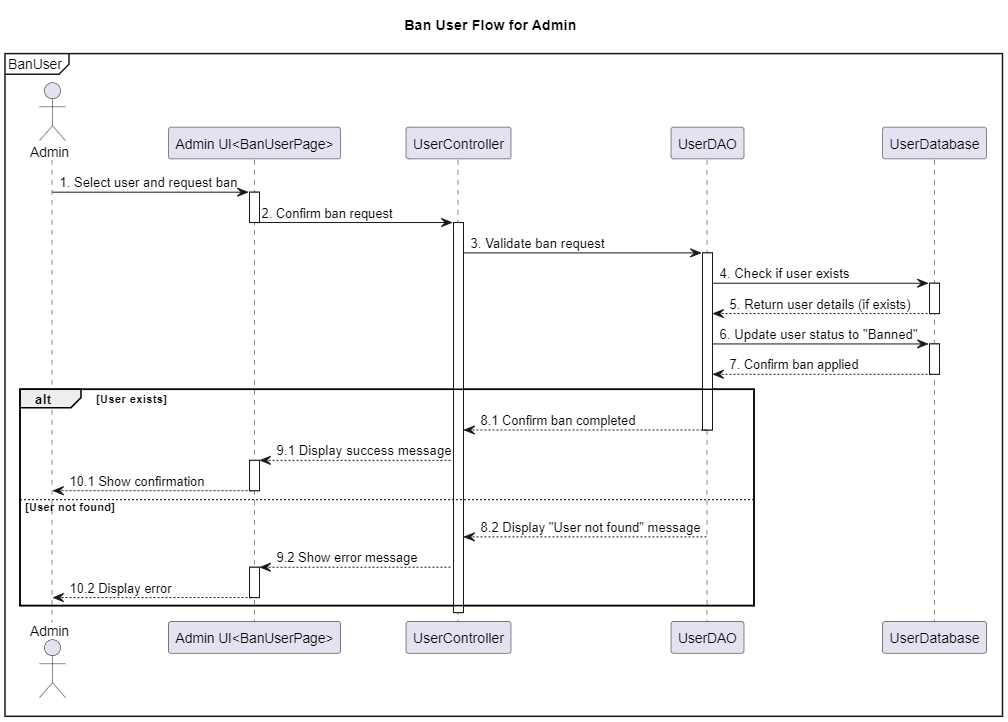 Ban User Flow for Admin
BanUser
Admin
Admin UI<BanUserPage>
UserController
UserDAO
UserDatabase
1. Select user and request ban
2. Confirm ban request
3. Validate ban request
4. Check if user exists
5. Return user details (if exists)
6. Update user status to "Banned"
7. Confirm ban applied
alt
[User exists]
8.1 Confirm ban completed
9.1 Display success message
10.1 Show confirmation
[User not found]
8.2 Display "User not found" message
9.2 Show error message
10.2 Display error
Admin
Admin UI<BanUserPage>
UserController
UserDAO
UserDatabase